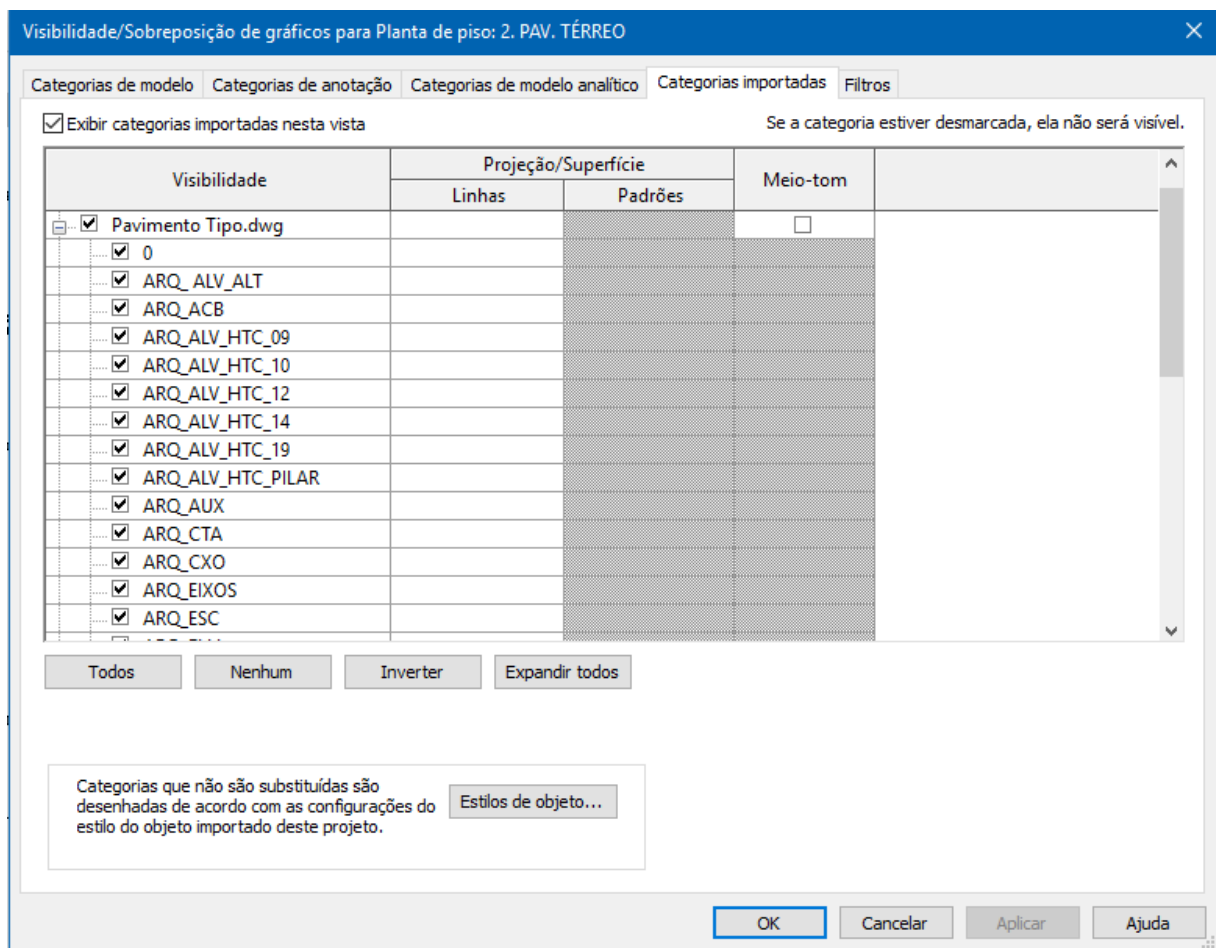 Visibilidade/Sobreposição de gráficos para Planta de piso: 2. PAV. TÉRREO
Categorias de modelo Categorias de anotação Categorias de modelo analítico Categorias importadas Filtros
Exibir categorias importadas nesta vista Se a categoria estiver desmarcada, ela não será visível.
Visibilidade Projeção/Superfície Meio-tom
Linhas Padrões
Pavimento Tipo.dwg
0
ARQ_ ALV_ALT
ARQ_ACB
ARQ_ALV_HTC_09
ARQ_ALV_HTC_10
ARQ_ALV_HTC_12
ARQ_ALV_HTC_14
ARQ_ALV_HTC_19
ARQ_ALV_HTC_PILAR
ARQ_AUX
ARQ_CTA
ARQ_CXO
ARQ_EIXOS
ARQ_ESC
Todos Nenhum Inverter Expandir todos
Categorias que não são substituídas são
desenhadas de acordo com as configurações do
estilo do objeto importado deste projeto.
Estilos de objeto...
OK Cancelar Aplicar Ajuda